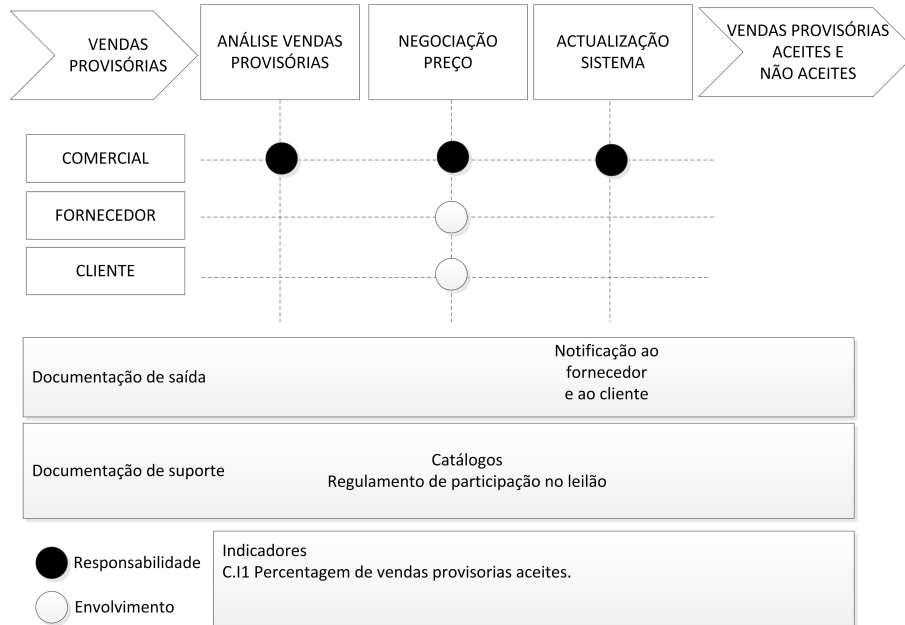 VENDAS
PROVISÓRIAS
ANÁLISE VENDAS
PROVISÓRIAS
NEGOCIAÇÃO
PREÇO
ACTUALIZAÇÃO
SISTEMA
VENDAS PROVISÓRIAS
ACEITES E
NÃO ACEITES
COMERCIAL
FORNECEDOR
CLIENTE
Documentação de saída
Notificação ao
fornecedor
e ao cliente
Documentação de suporte
Catálogos
Regulamento de participação no leilão
Responsabilidade
Envolvimento
Indicadores
C.I1 Percentagem de vendas provisorias aceites.